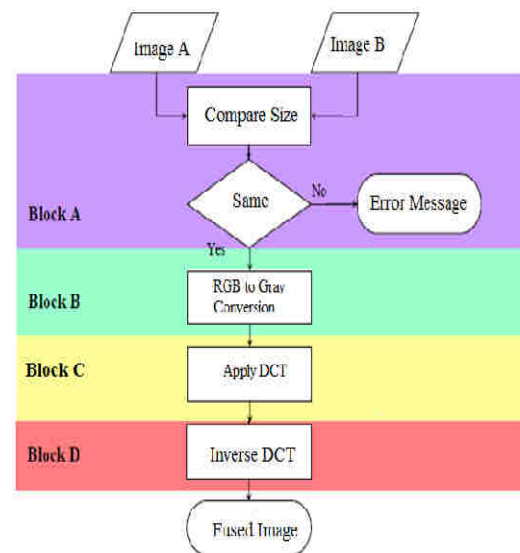 Image A
Image B
Compare Size
Same
No
Error Message
Block A
Yes
RGB to Gray
Conversion
Block B
Block C
Apply DCT
Block D
Inverse DCT
Fused Image